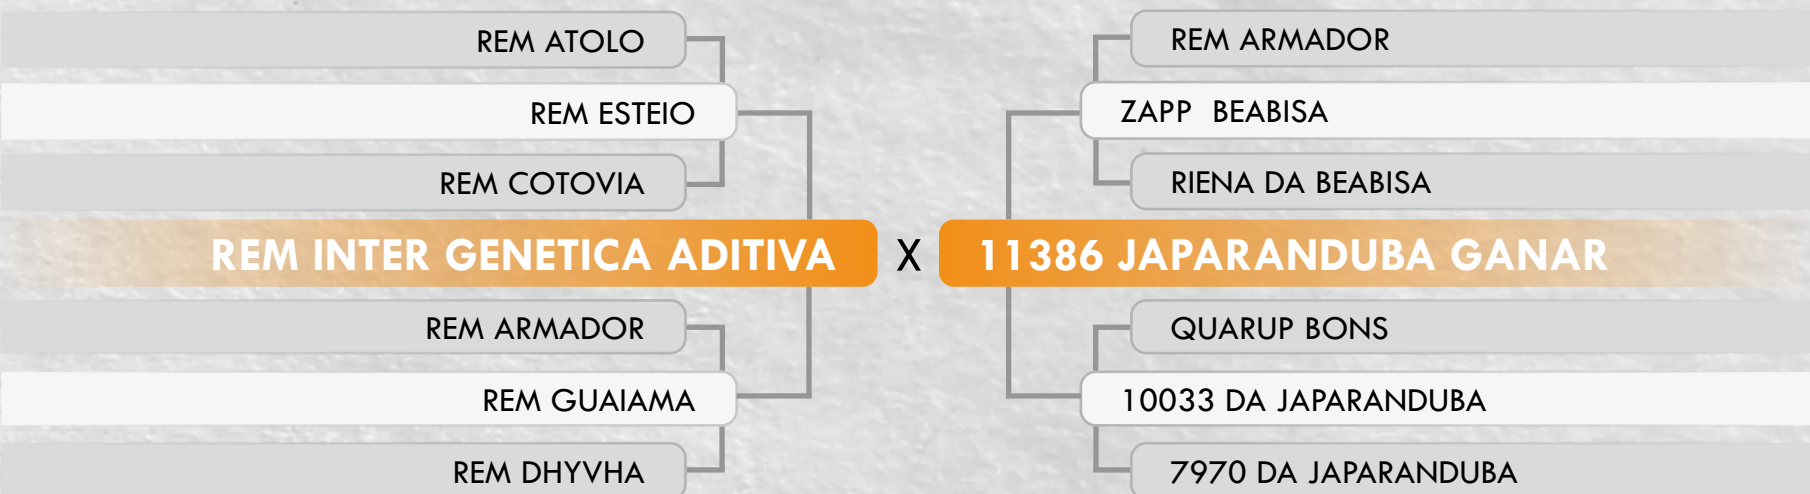 REM ATOLO
REM ESTEIO
REM COTOVIA
REM INTER GENETICA ADITIVA
REM ARMADOR
REM GUAIAMA
REM DHYVHA
X
REM ARMADOR
ZAPP BEABISA
RIENA DA BEABISA
11386 JAPARANDUBA GANAR
QUARUP BONS
10033 DA JAPARANDUBA
7970 DA JAPARANDUBA